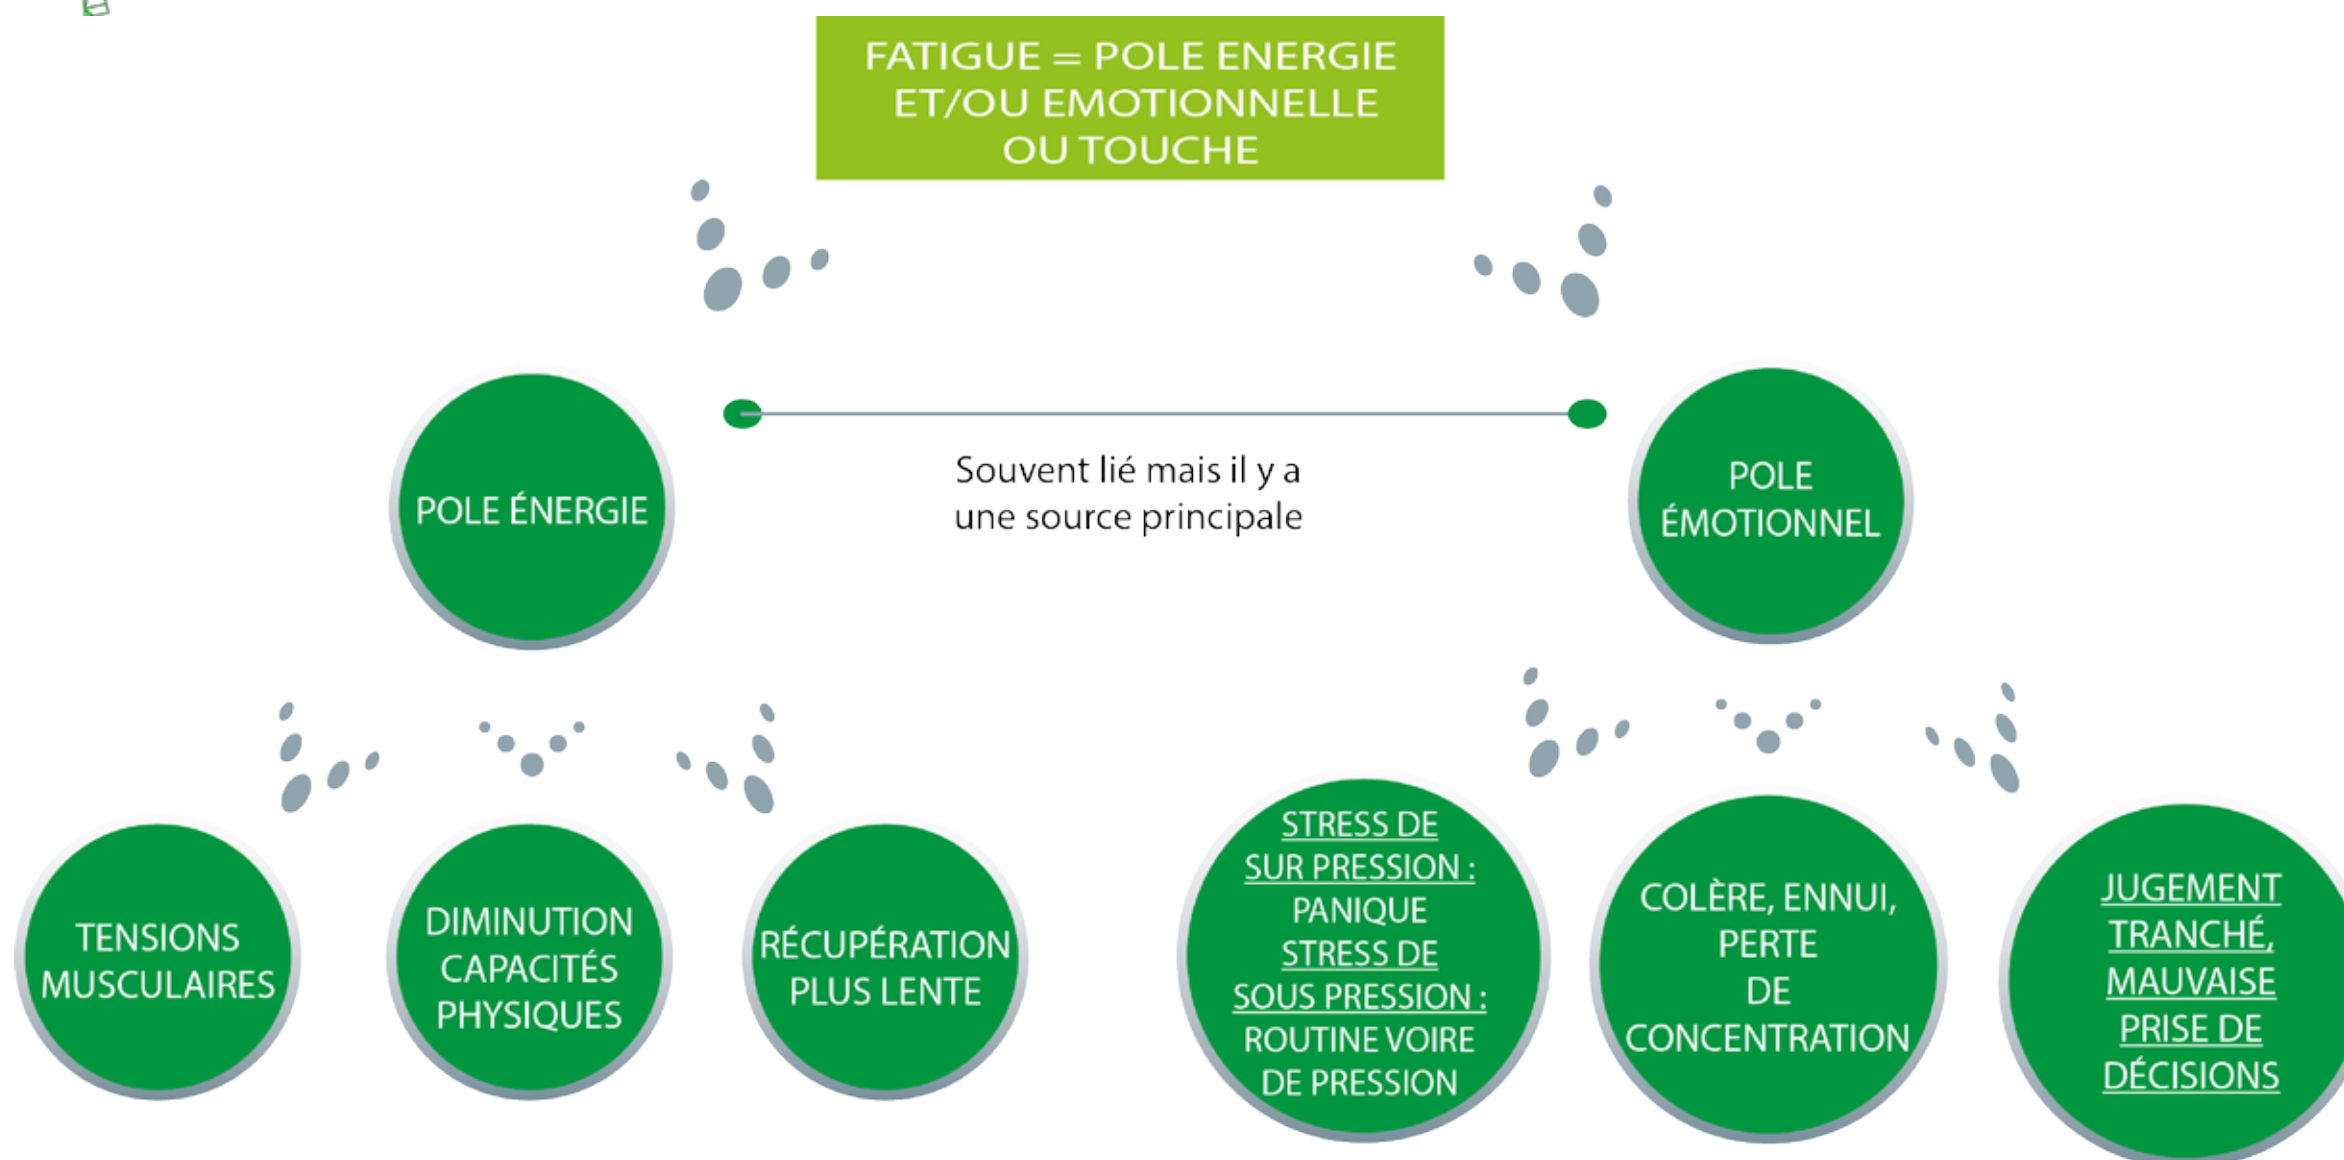 FATIGUE = POLE ENERGIE
ET/OU EMOTIONNELLE
OU TOUCHE
POLE ÉNERGIE
Souvent lié mais il y a
une source principale
POLE
ÉMOTIONNEL
TENSIONS
MUSCULAIRES
DIMINUTION
CAPACITÉS
PHYSIQUES
RÉCUPÉRATION
PLUS LENTE
STRESS DE
SUR PRESSION :
PANIQUE
STRESS DE
SOUS PRESSION :
ROUTINE VOIRE
DE PRESSION
COLÈRE, ENNUI,
PERTE
DE
CONCENTRATION
JUGEMENT
TRANCHÉ,
MAUVAISE
PRISE DE
DÉCISIONS